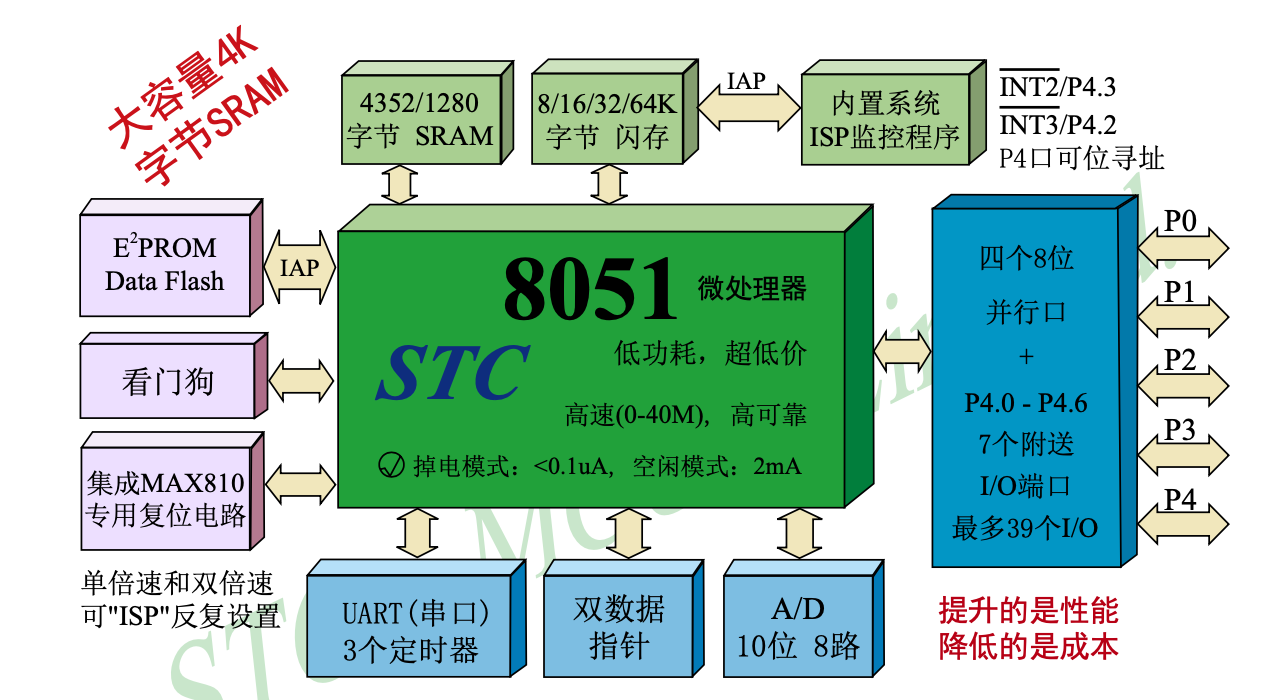 大容量4K
字节SRAM
4352/1280
字节 SRAM
8/16/32/64K
字节 闪存
IAP
内置系统
ISP监控程序
INT2/P4.3
INT3/P4.2
P4口可位寻址
E²PROM
Data Flash
IAP
看门狗
集成MAX810
专用复位电路
单倍速和双倍速
可"ISP"反复设置
8051 微处理器
STC
低功耗，超低价
高速(0-40M)，高可靠
掉电模式：<0.1uA，空闲模式：2mA
四个8位
并行口
+
P4.0 - P4.6
7个附送
I/O端口
最多39个I/O
P0
P1
P2
P3
P4
UART(串口)
3个定时器
双数据
指针
A/D
10位 8路
提升的是性能
降低的是成本
STC MCU